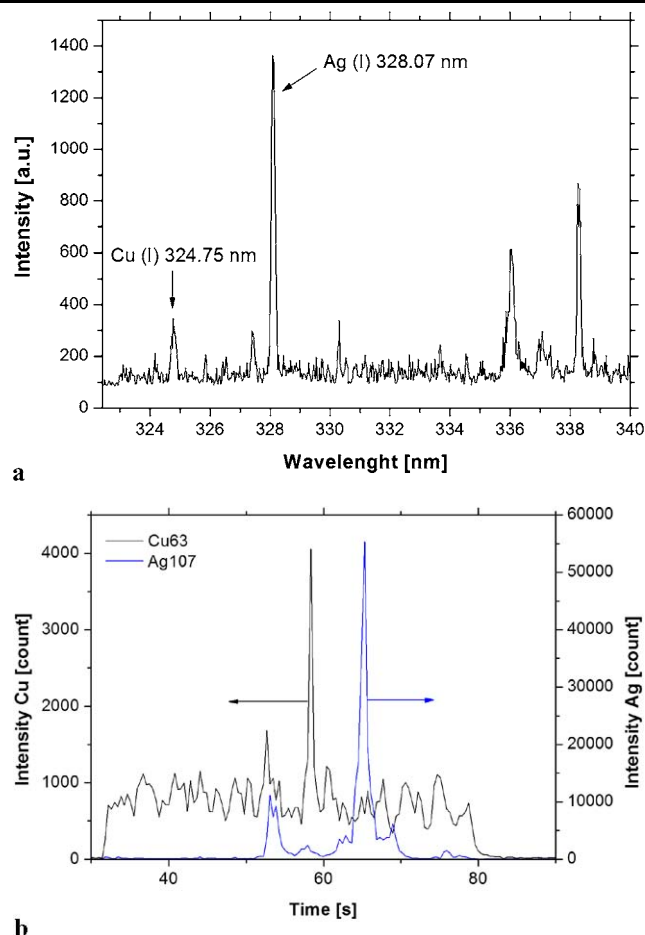 1400
1200
1000
800
600
400
200
0
Intensity [a.u.]
Ag (I) 328.07 nm
Cu (I) 324.75 nm
324 326 328 330 332 334 336 338 340
Wavelenght [nm]
a
Cu63
Ag107
4000
3000
2000
1000
0
Intensity Cu [count]
60000
50000
40000
30000
20000
10000
0
Intensity Ag [count]
40 60 80
Time [s]
b